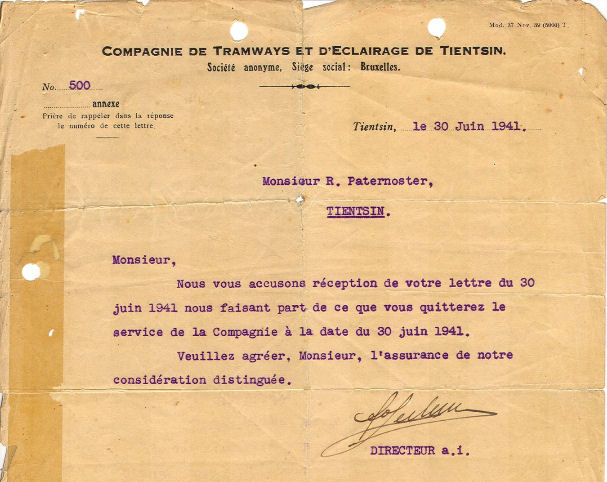 Mod. 37 Nov. 39 (5000) 2
COMPAGNIE DE TRAMWAYS ET D'ECLAIRAGE DE TIENTSIN.
Société anonyme, Siège social: Bruxelles.
No. 500
annexe
Prière de rappeler dans la réponse
le numéro de cette lettre
Tientsin, le 30 Juin 1941.
Monsieur R. Paternoster,
TIENTSIN.
Monsieur,
Nous vous accusons réception de votre lettre du 30
juin 1941 nous faisant part de ce que vous quitterez le
service de la Compagnie à la date du 30 juin 1941.
Veuillez agréer, Monsieur, l'assurance de notre
considération distinguée.
DIRECTEUR a.i.